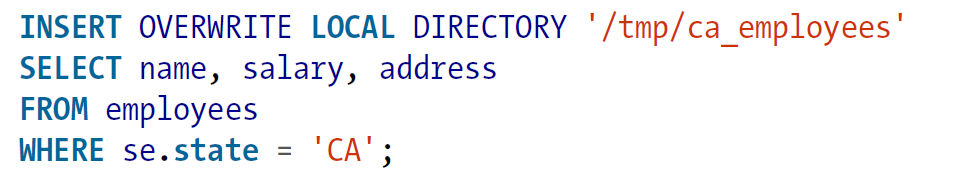 INSERT OVERWRITE LOCAL DIRECTORY '/tmp/ca_employees'
SELECT name, salary, address
FROM employees
WHERE se.state = 'CA';